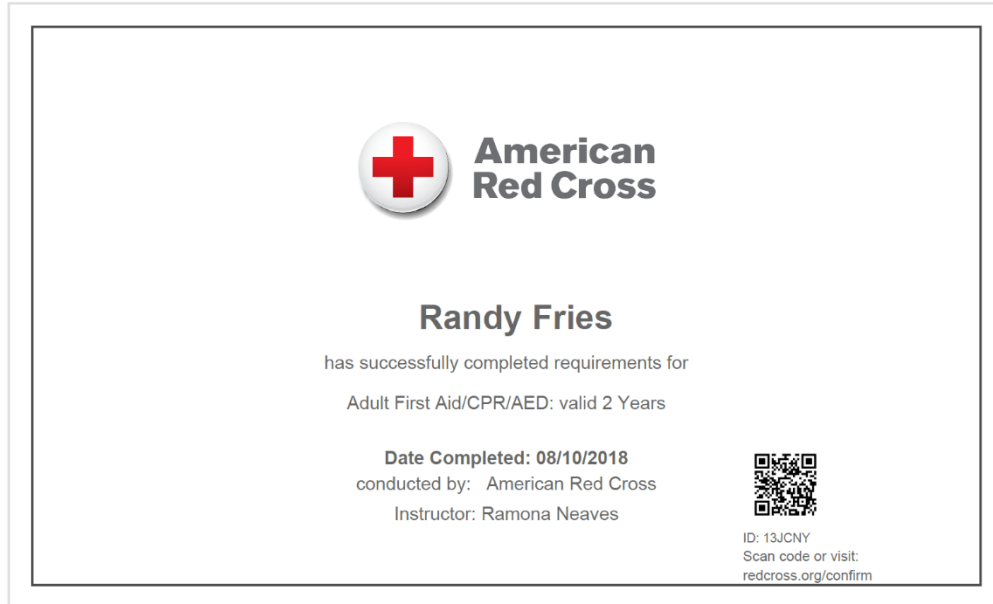 American
Red Cross
Randy Fries
has successfully completed requirements for
Adult First Aid/CPR/AED: valid 2 Years
Date Completed: 08/10/2018
conducted by: American Red Cross
Instructor: Ramona Neaves
ID: 13JCNY
Scan code or visit:
redcross.org/confirm